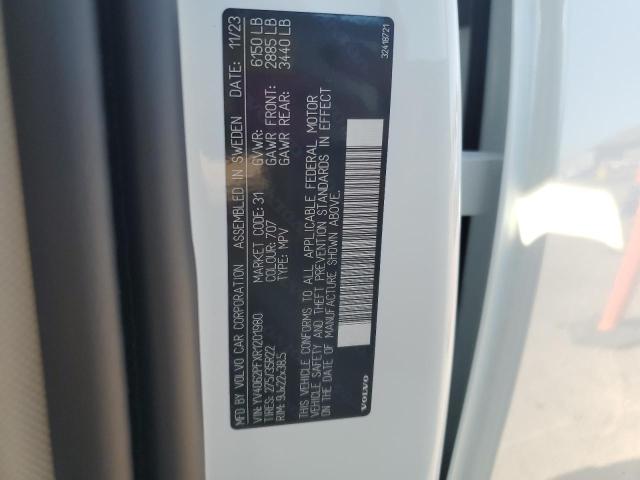 MFD BY VOLVO CAR CORPORATION ASSEMBLED IN SWEDEN DATE: 11/23
VIN: YV4062PFXR1201980 MARKET CODE: 31 GVWR: 6150 LB
TIRES: 275/35R22 COLOUR: 707 GAWR FRONT: 2885 LB
RIM: 9Jx22x38.5 TYPE: MPV GAWR REAR: 3440 LB
THIS VEHICLE CONFORMS TO ALL APPLICABLE FEDERAL MOTOR
VEHICLE SAFETY AND THEFT PREVENTION STANDARDS IN EFFECT
ON THE DATE OF MANUFACTURE SHOWN ABOVE.
VOLVO
32418721